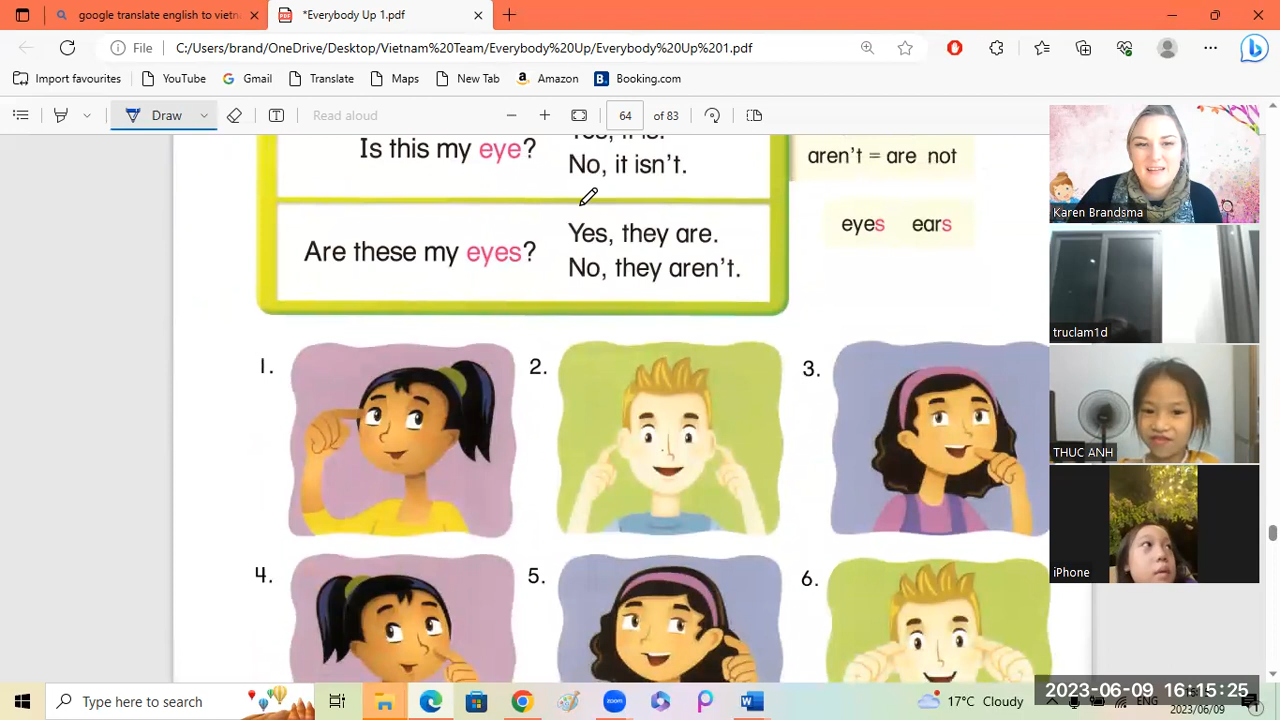 google translate english to vietn
*Everybody Up 1.pdf
File
C:/Users/brand/OneDrive/Desktop/Vietnam%20Team/Everybody%20Up/Everybody%20Up%201.pdf
Import favourites
YouTube
Gmail
Translate
Maps
New Tab
Amazon
Booking.com
Draw
Read aloud
64 of 83
Yes, it is.
Is this my eye?
No, it isn't.
aren't = are not
eyes ears
Yes, they are.
Are these my eyes?
No, they aren't.
1.
2.
3.
4.
5.
6.
Karen Brandsma
truclam1d
THUC ANH
iPhone
Type here to search
17°C Cloudy
2023-06-09 16:15:25
2023/06/09